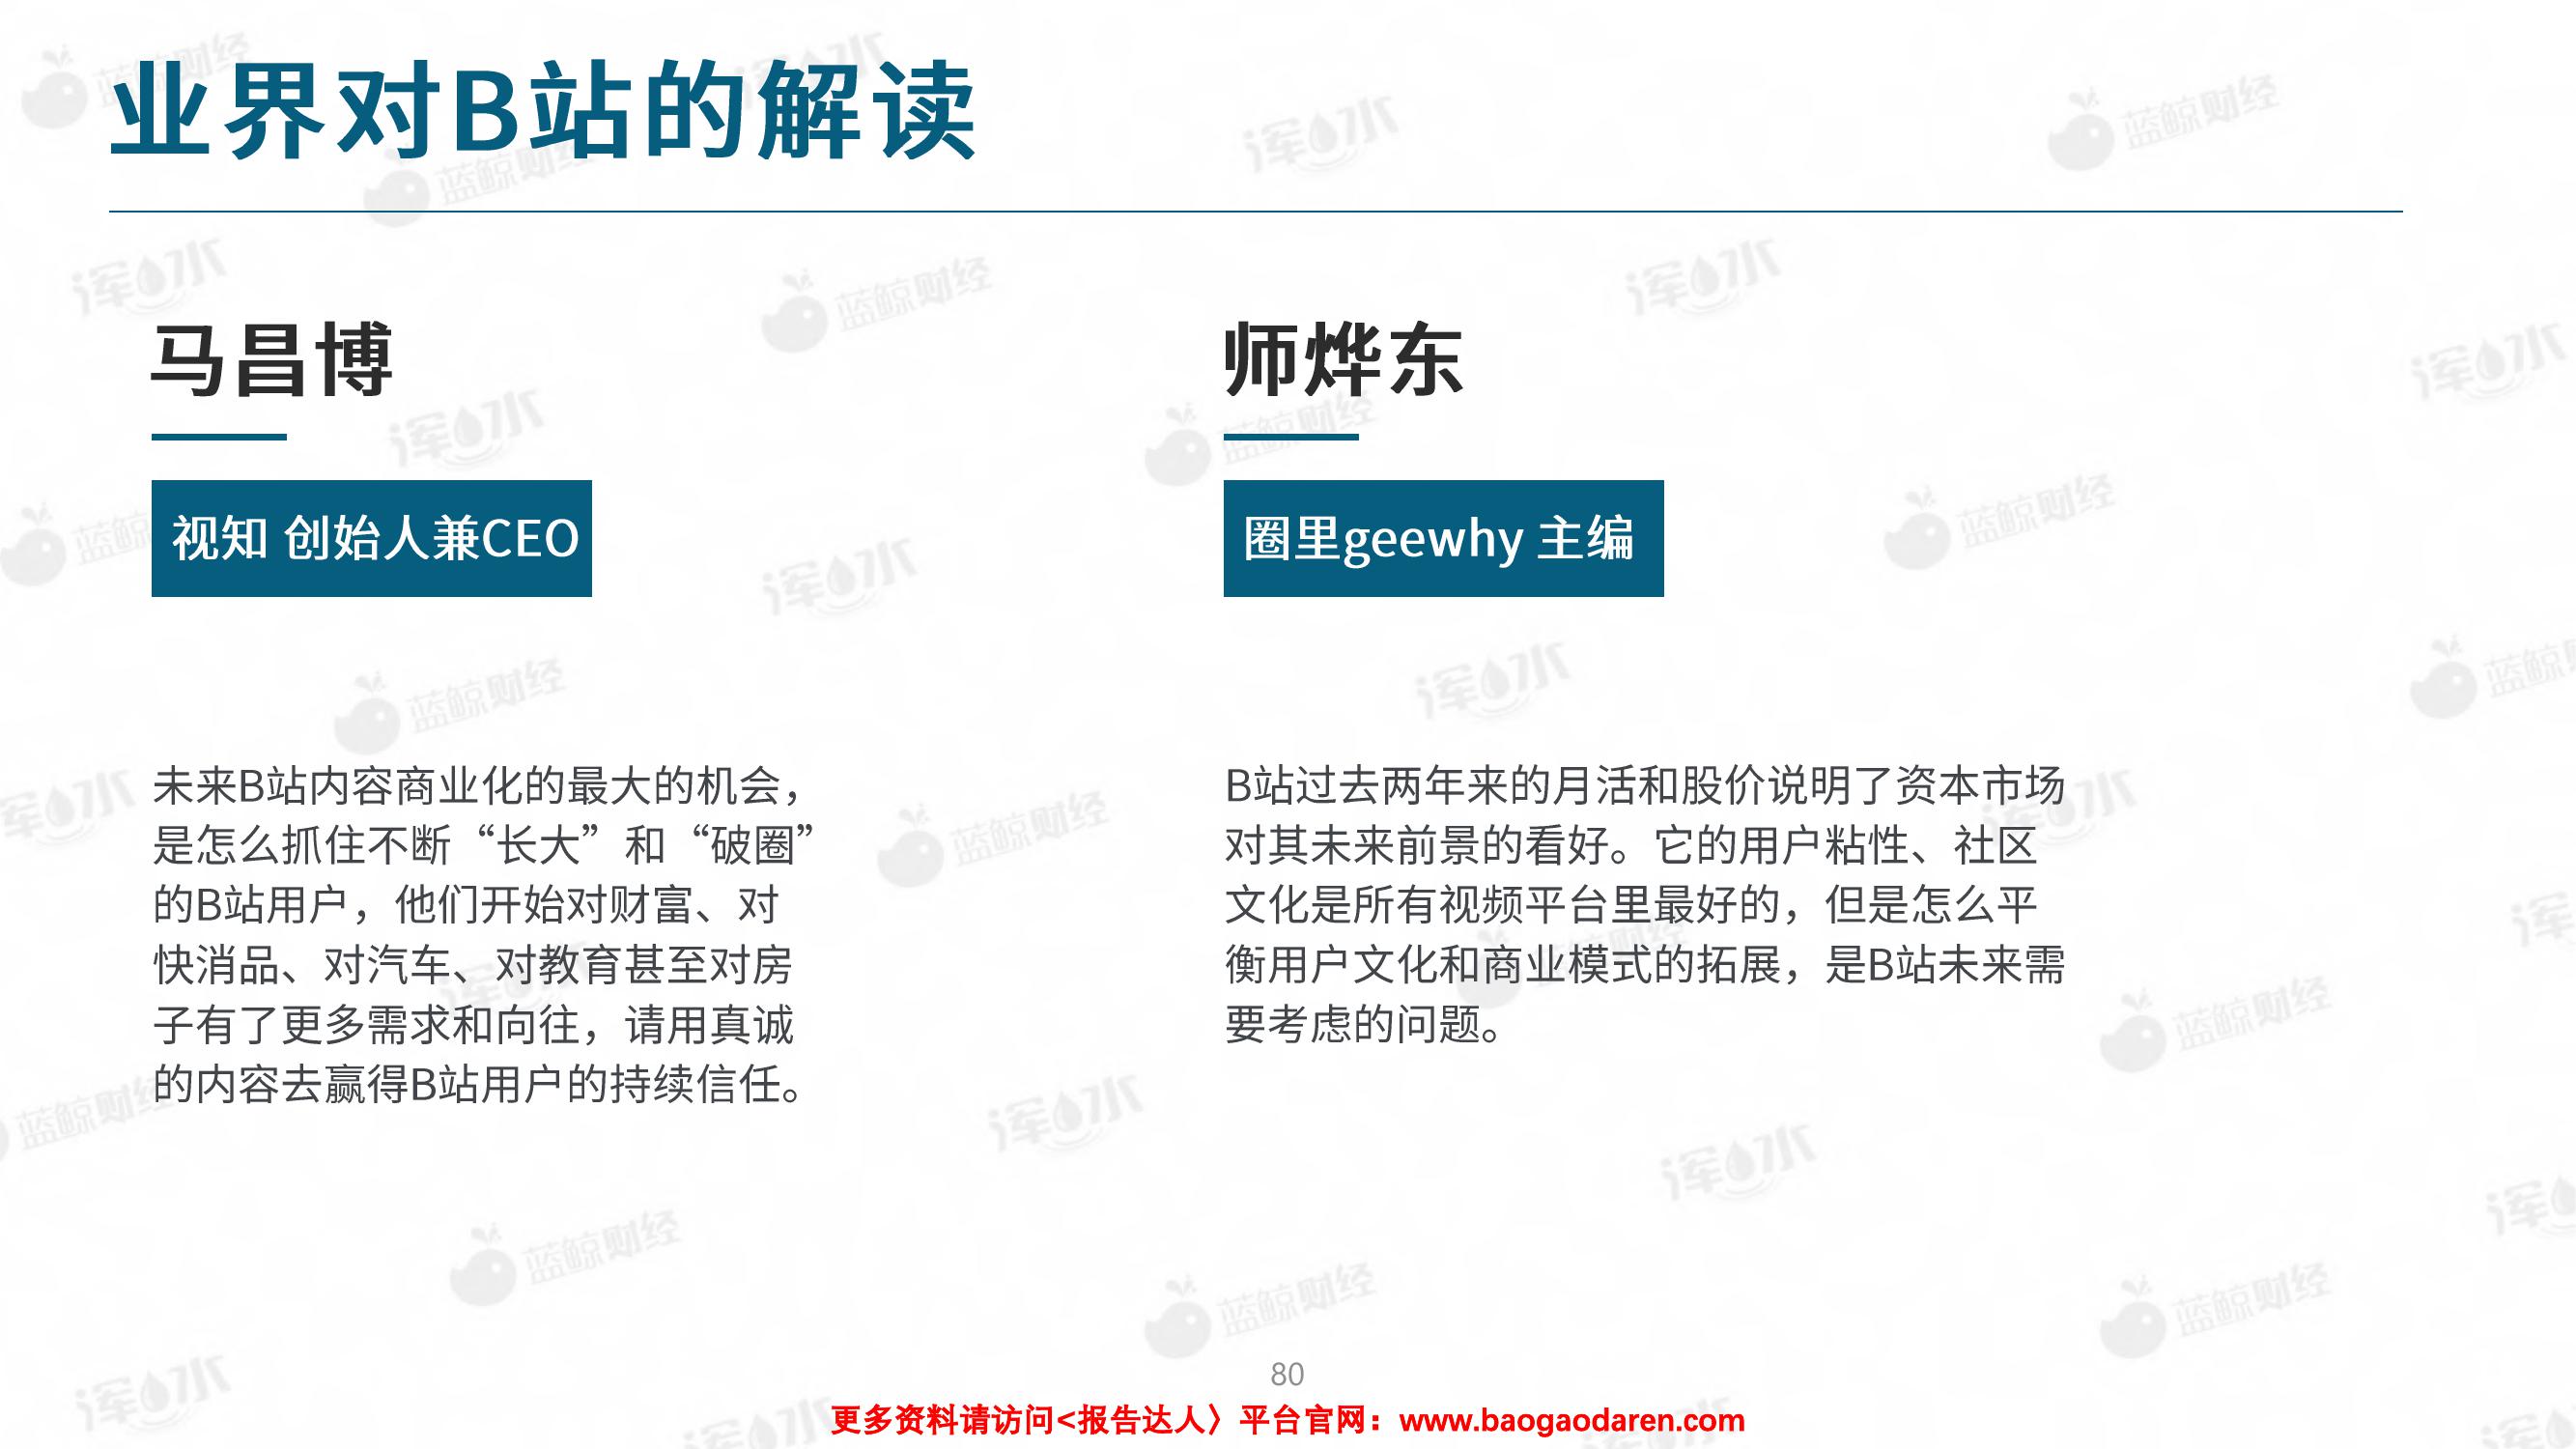 业界对B站的解读
马昌博
视知 创始人兼CEO
未来B站内容商业化的最大的机会，
是怎么抓住不断“长大”和“破圈”
的B站用户，他们开始对财富、对
快消品、对汽车、对教育甚至对房
子有了更多需求和向往，请用真诚
的内容去赢得B站用户的持续信任。
师烨东
圈里geewhy 主编
B站过去两年来的月活和股价说明了资本市场
对其未来前景的看好。它的用户粘性、社区
文化是所有视频平台里最好的，但是怎么平
衡用户文化和商业模式的拓展，是B站未来需
要考虑的问题。
80
更多资料请访问<报告达人〉平台官网：www.baogaodaren.com
蓝鲸财经
浑水